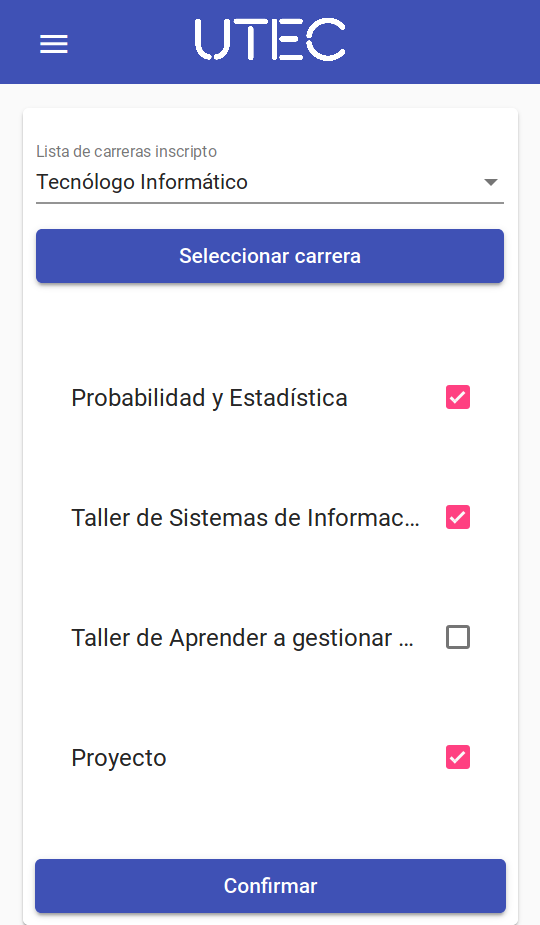 UTEC
Lista de carreras inscripto
Tecnólogo Informático
Seleccionar carrera
Probabilidad y Estadística
Taller de Sistemas de Informac...
Taller de Aprender a gestionar ...
Proyecto
Confirmar